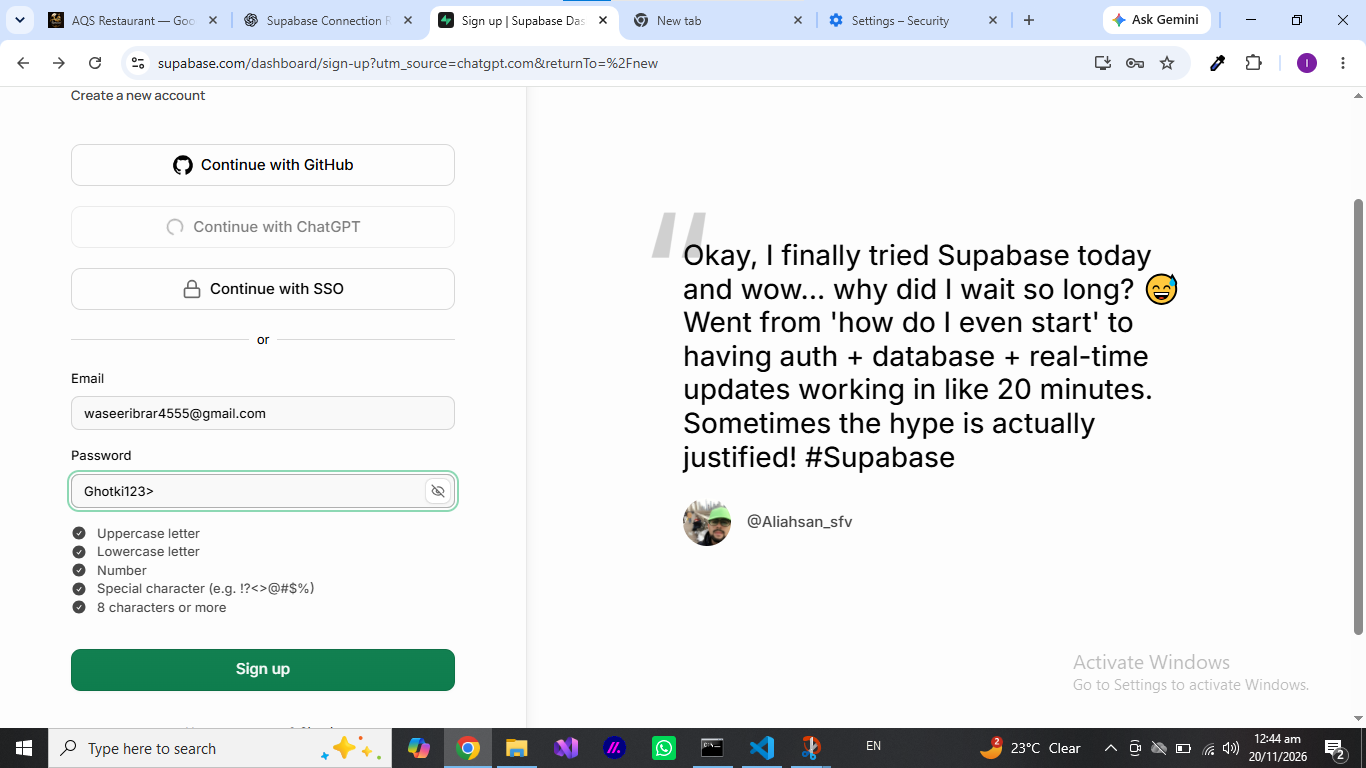 AQS Restaurant — Goo
Supabase Connection R
Sign up | Supabase Das
New tab
Settings – Security
Ask Gemini
supabase.com/dashboard/sign-up?utm_source=chatgpt.com&returnTo=%2Fnew
I
Create a new account
Continue with GitHub
Continue with ChatGPT
Continue with SSO
or
Email
waseeribrar4555@gmail.com
Password
Ghotki123>
Uppercase letter
Lowercase letter
Number
Special character (e.g. !?<>@#$%)
8 characters or more
Sign up
Okay, I finally tried Supabase today
and wow... why did I wait so long? 😅
Went from 'how do I even start' to
having auth + database + real-time
updates working in like 20 minutes.
Sometimes the hype is actually
justified! #Supabase
@Aliahsan_sfv
Activate Windows
Go to Settings to activate Windows.
Type here to search
EN
2
23°C Clear
12:44 am
20/11/2026
2